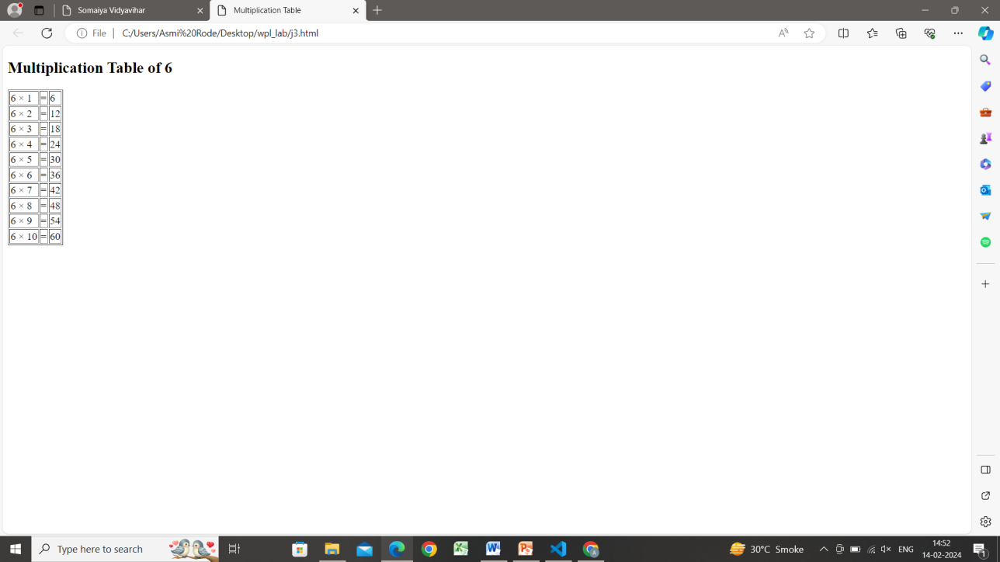 Somaiya Vidyavihar
Multiplication Table
File
C:/Users/Asmi%20Rode/Desktop/wpl_lab/j3.html
Multiplication Table of 6
6 × 1 = 6
6 × 2 = 12
6 × 3 = 18
6 × 4 = 24
6 × 5 = 30
6 × 6 = 36
6 × 7 = 42
6 × 8 = 48
6 × 9 = 54
6 × 10 = 60
Type here to search
30°C Smoke
ENG
14:52
14-02-2024
1